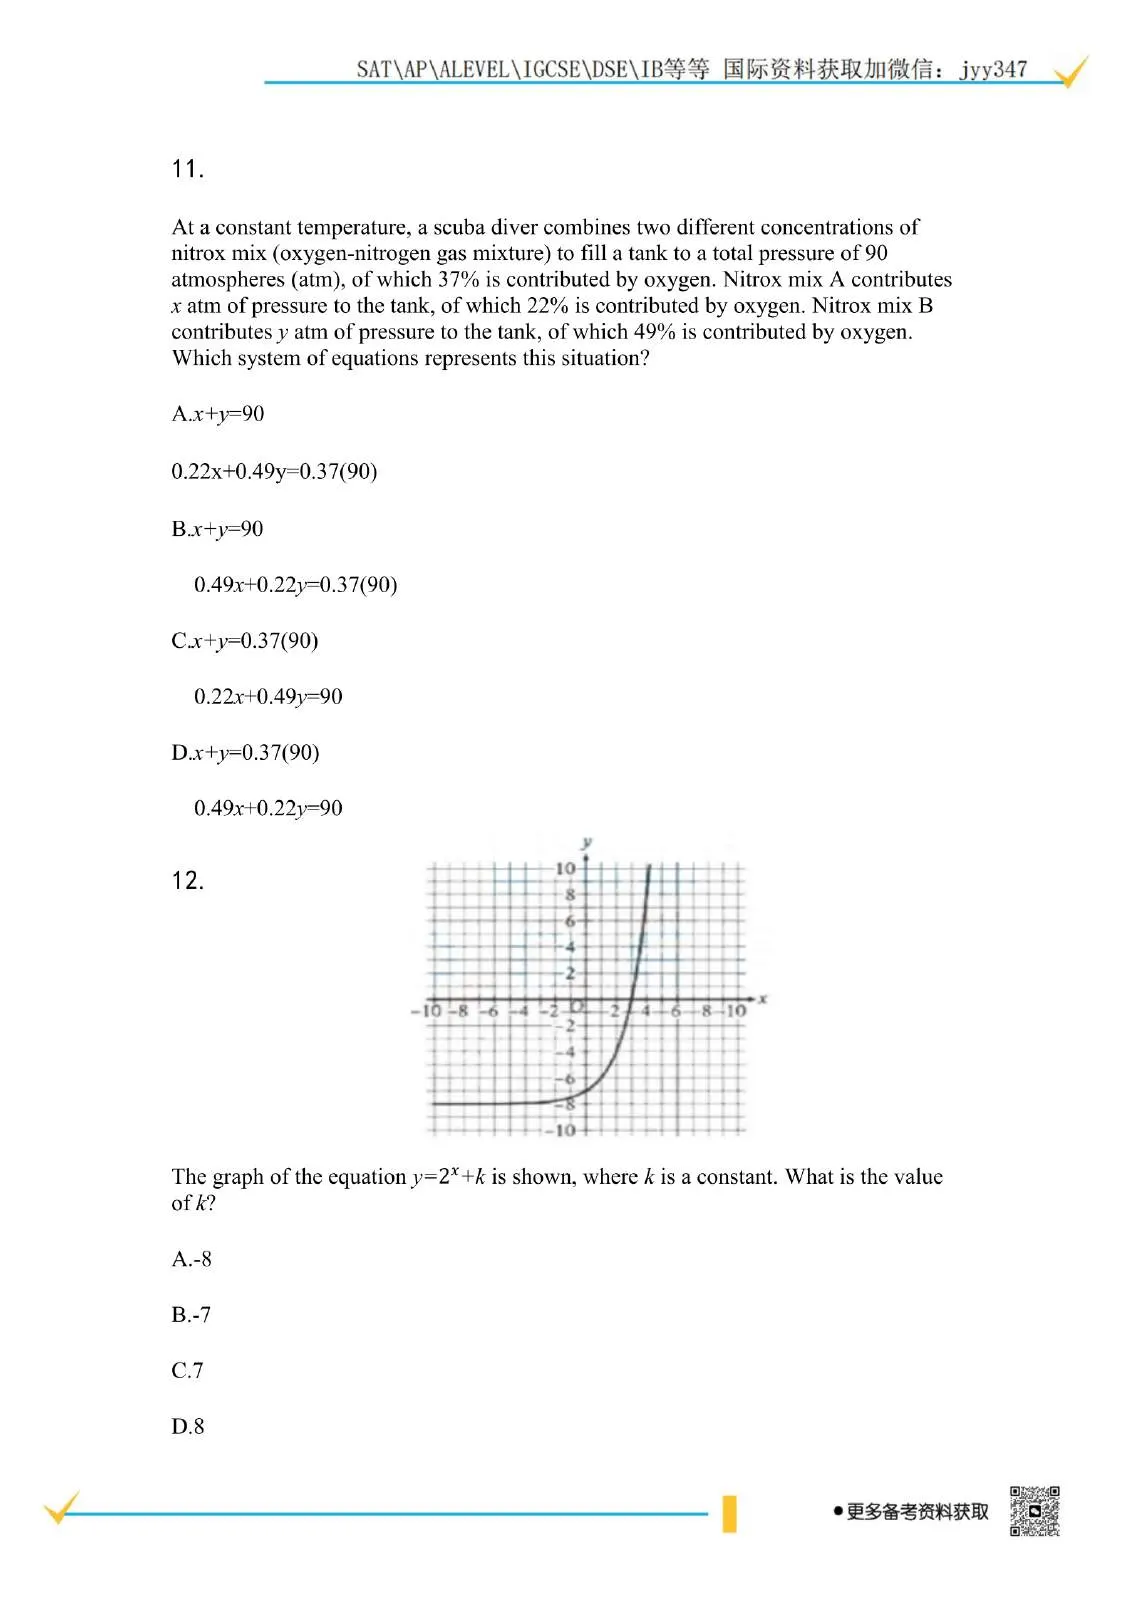 SAT\AP\ALEVEL\IGCSE\DSE\IB等等 国际资料获取加微信：jyy347
11.
At a constant temperature, a scuba diver combines two different concentrations of
nitrox mix (oxygen-nitrogen gas mixture) to fill a tank to a total pressure of 90
atmospheres (atm), of which 37% is contributed by oxygen. Nitrox mix A contributes
x atm of pressure to the tank, of which 22% is contributed by oxygen. Nitrox mix B
contributes y atm of pressure to the tank, of which 49% is contributed by oxygen.
Which system of equations represents this situation?
A.x+y=90
0.22x+0.49y=0.37(90)
B.x+y=90
0.49x+0.22y=0.37(90)
C.x+y=0.37(90)
0.22x+0.49y=90
D.x+y=0.37(90)
0.49x+0.22y=90
12.
y
10
8
6
4
2
-10 -8 -6 -4 -2 O 2 4 6 8 10 x
-2
-4
-6
-8
-10
The graph of the equation y=2ˣ+k is shown, where k is a constant. What is the value
of k?
A.-8
B.-7
C.7
D.8
●更多备考资料获取